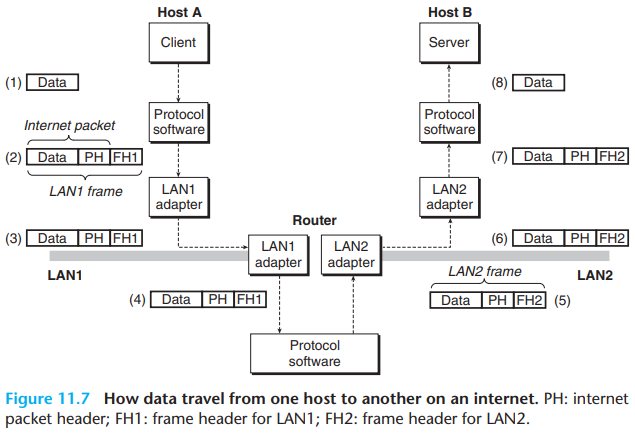 Host A
Host B
Client
Server
(1) Data
(8) Data
Protocol
software
Protocol
software
Internet packet
(2) Data PH FH1
LAN1 frame
(7) Data PH FH2
LAN1
adapter
LAN2
adapter
Router
(3) Data PH FH1
(6) Data PH FH2
LAN1
adapter
LAN2
adapter
LAN1
LAN2 frame
LAN2
(4) Data PH FH1
Data PH FH2 (5)
Protocol
software
Figure 11.7 How data travel from one host to another on an internet. PH: internet
packet header; FH1: frame header for LAN1; FH2: frame header for LAN2.